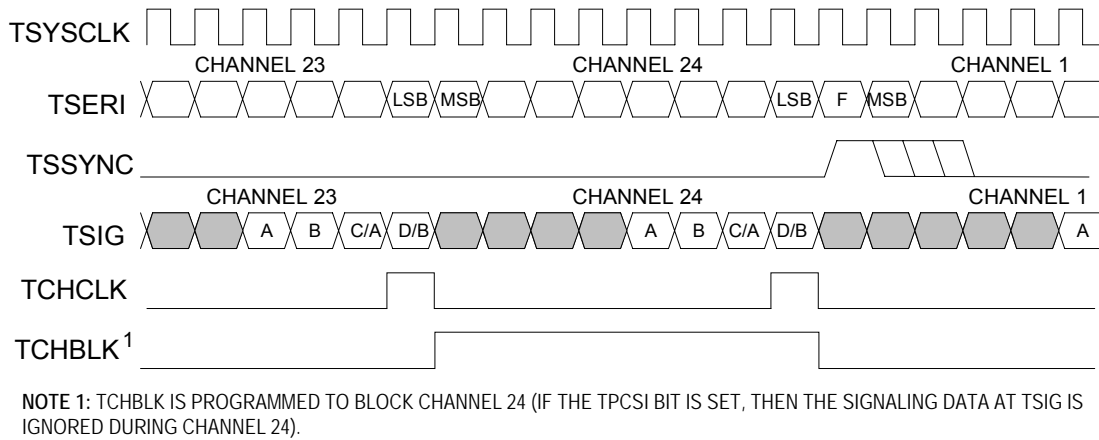 TSYSCLK
CHANNEL 23 CHANNEL 24 CHANNEL 1
TSERI LSB MSB LSB F MSB
TSSYNC
CHANNEL 23 CHANNEL 24 CHANNEL 1
TSIG A B C/A D/B A B C/A D/B A
TCHCLK
TCHBLK 1
NOTE 1: TCHBLK IS PROGRAMMED TO BLOCK CHANNEL 24 (IF THE TPCSI BIT IS SET, THEN THE SIGNALING DATA AT TSIG IS
IGNORED DURING CHANNEL 24).